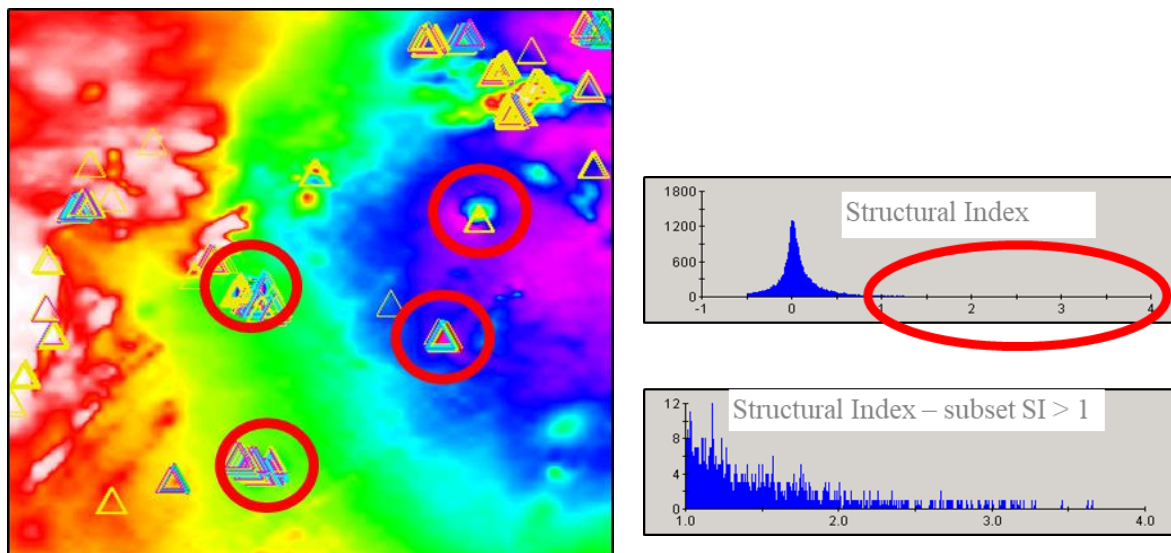 1800
1200
600
0
Structural Index
-1 0 1 2 3 4
12
8
4
0
Structural Index – subset SI > 1
1.0 2.0 3.0 4.0